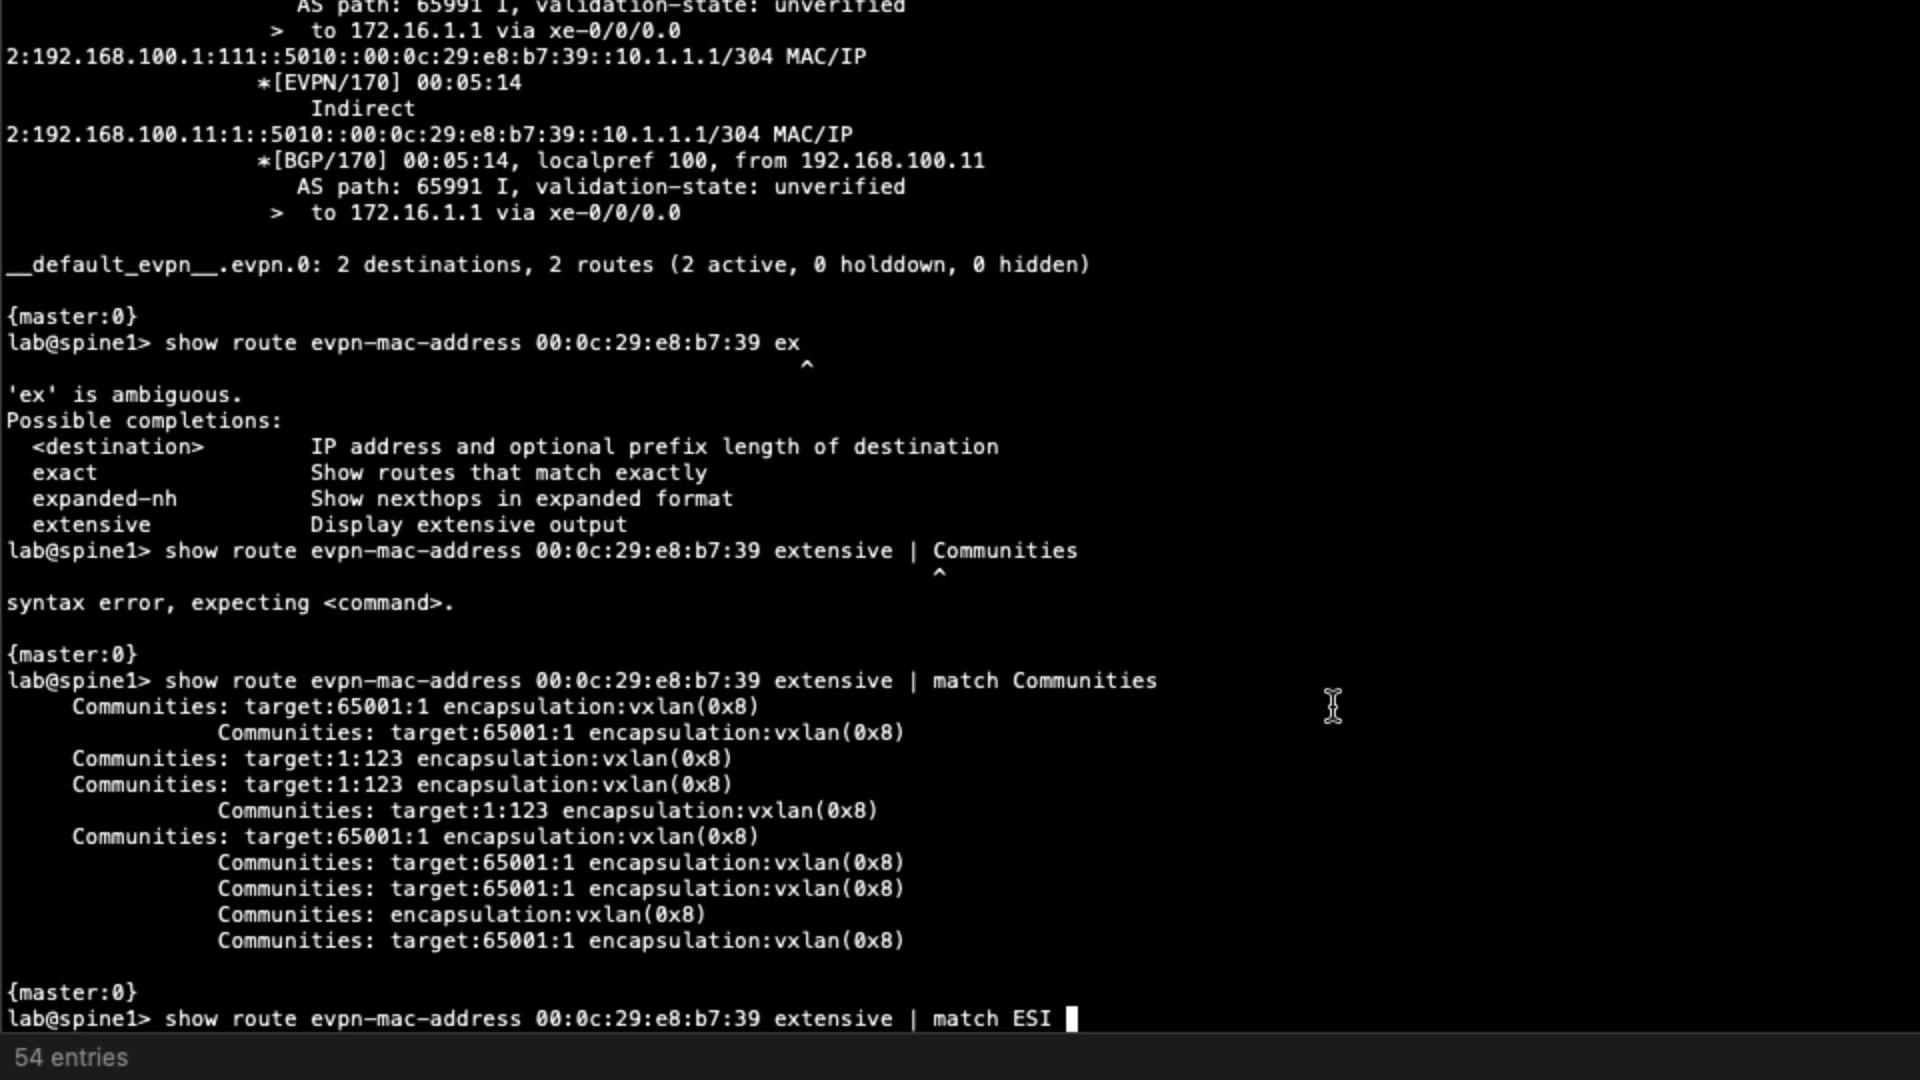 AS path: 65991 I, validation-state: unverified
> to 172.16.1.1 via xe-0/0/0.0
2:192.168.100.1:111::5010::00:0c:29:e8:b7:39::10.1.1.1/304 MAC/IP
*[EVPN/170] 00:05:14
Indirect
2:192.168.100.11:1::5010::00:0c:29:e8:b7:39::10.1.1.1/304 MAC/IP
*[BGP/170] 00:05:14, localpref 100, from 192.168.100.11
AS path: 65991 I, validation-state: unverified
> to 172.16.1.1 via xe-0/0/0.0
__default_evpn__.evpn.0: 2 destinations, 2 routes (2 active, 0 holddown, 0 hidden)
{master:0}
lab@spine1> show route evpn-mac-address 00:0c:29:e8:b7:39 ex
^
'ex' is ambiguous.
Possible completions:
<destination> IP address and optional prefix length of destination
exact Show routes that match exactly
expanded-nh Show nexthops in expanded format
extensive Display extensive output
lab@spine1> show route evpn-mac-address 00:0c:29:e8:b7:39 extensive | Communities
^
syntax error, expecting <command>.
{master:0}
lab@spine1> show route evpn-mac-address 00:0c:29:e8:b7:39 extensive | match Communities
Communities: target:65001:1 encapsulation:vxlan(0x8)
Communities: target:65001:1 encapsulation:vxlan(0x8)
Communities: target:1:123 encapsulation:vxlan(0x8)
Communities: target:1:123 encapsulation:vxlan(0x8)
Communities: target:1:123 encapsulation:vxlan(0x8)
Communities: target:65001:1 encapsulation:vxlan(0x8)
Communities: target:65001:1 encapsulation:vxlan(0x8)
Communities: target:65001:1 encapsulation:vxlan(0x8)
Communities: encapsulation:vxlan(0x8)
Communities: target:65001:1 encapsulation:vxlan(0x8)
{master:0}
lab@spine1> show route evpn-mac-address 00:0c:29:e8:b7:39 extensive | match ESI
54 entries